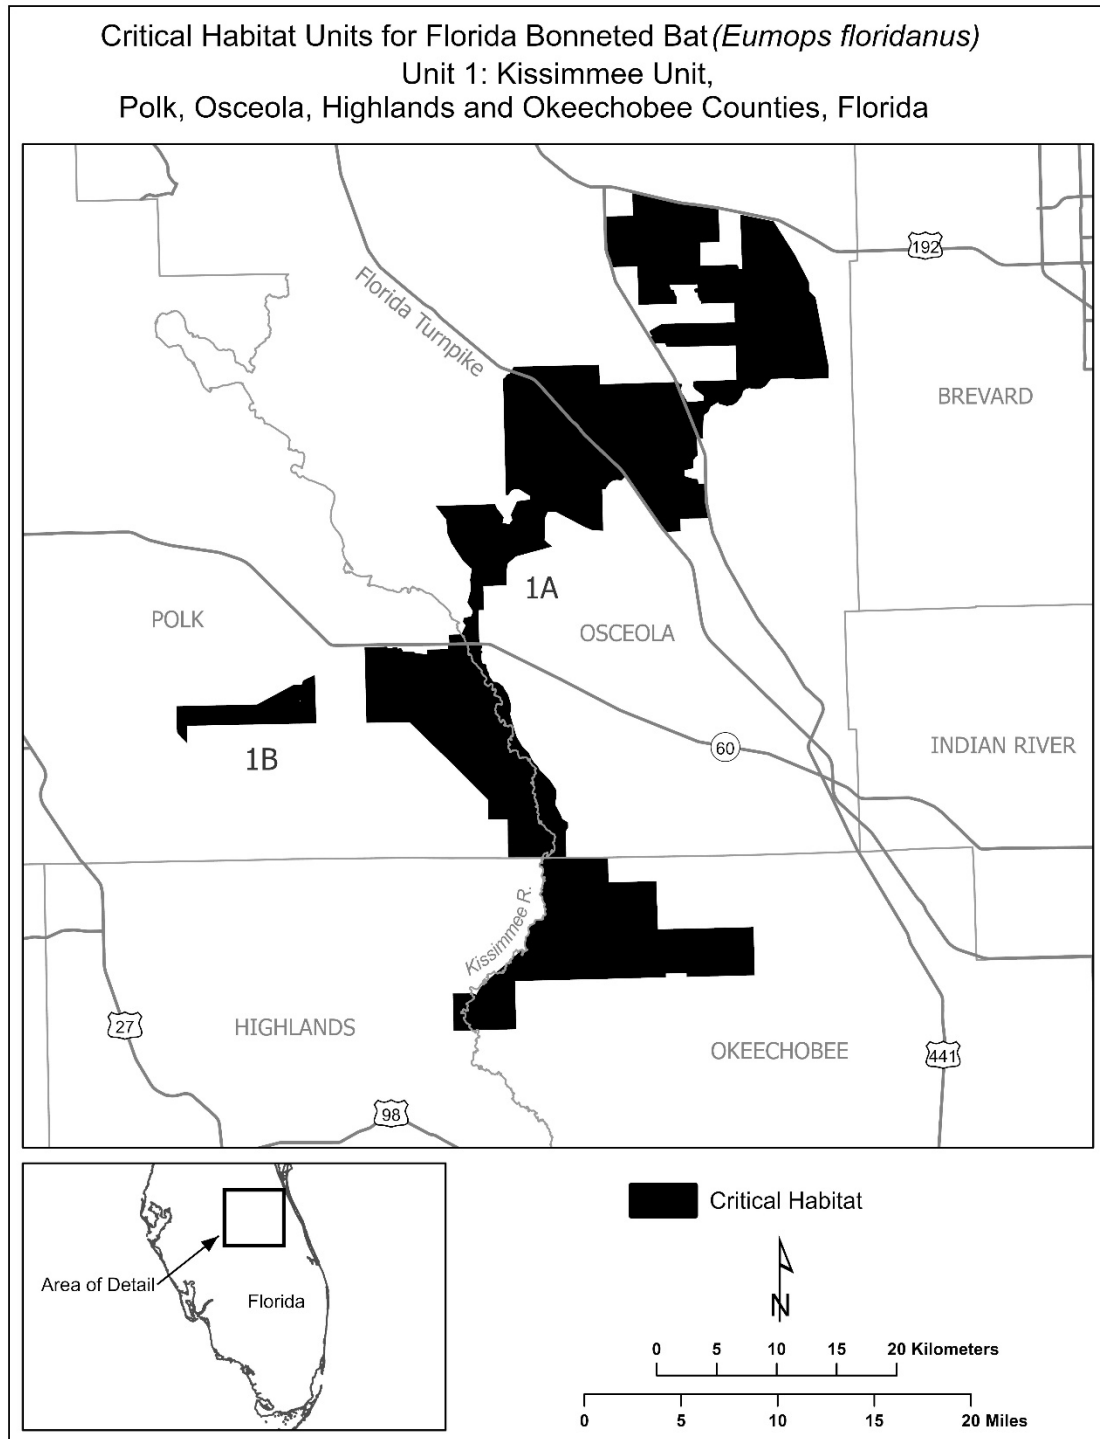 Critical Habitat Units for Florida Bonneted Bat (Eumops floridanus)
Unit 1: Kissimmee Unit,
Polk, Osceola, Highlands and Okeechobee Counties, Florida
192
Florida Turnpike
BREVARD
1A
POLK
OSCEOLA
60
INDIAN RIVER
1B
Kissimmee R.
27
HIGHLANDS
OKEECHOBEE
441
98
Area of Detail
Florida
Critical Habitat
N
0 5 10 15 20 Kilometers
0 5 10 15 20 Miles